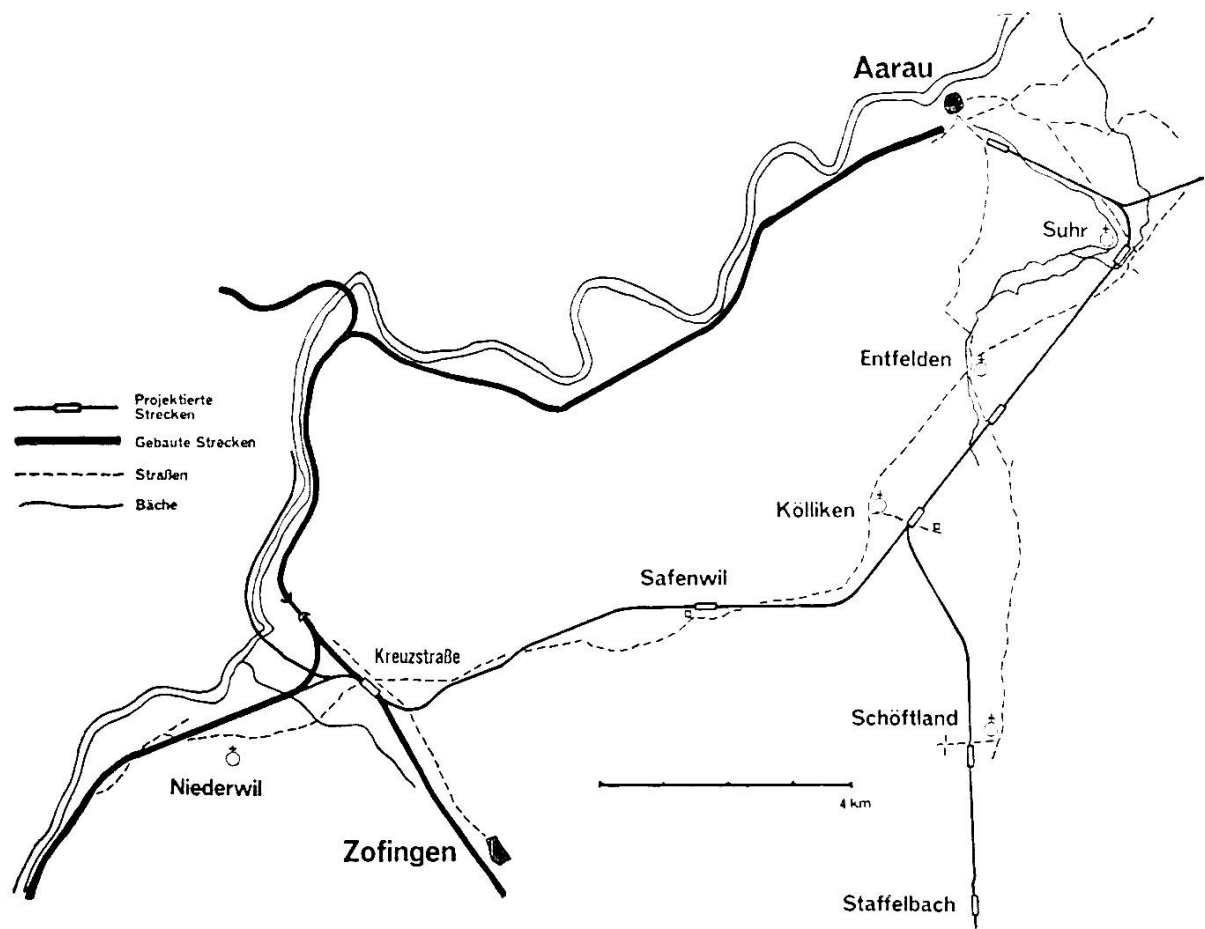 Aarau
Suhr
Entfelden
Projektierte
Strecken
Gebaute Strecken
Straßen
Bäche
Kölliken
Safenwil
Kreuzstraße
Schöftland
Niederwil
4 km
Zofingen
Staffelbach